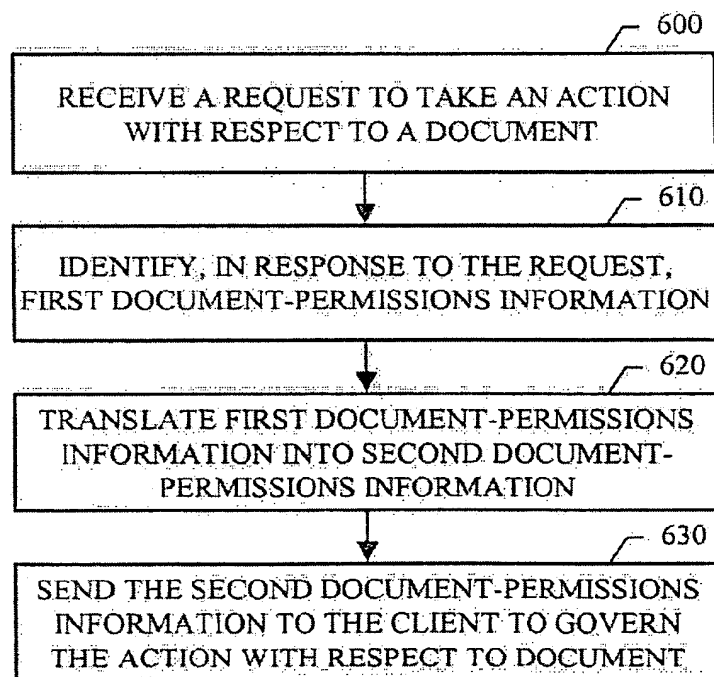 600
RECEIVE A REQUEST TO TAKE AN ACTION
WITH RESPECT TO A DOCUMENT
610
IDENTIFY, IN RESPONSE TO THE REQUEST,
FIRST DOCUMENT-PERMISSIONS INFORMATION
620
TRANSLATE FIRST DOCUMENT-PERMISSIONS
INFORMATION INTO SECOND DOCUMENT-
PERMISSIONS INFORMATION
630
SEND THE SECOND DOCUMENT-PERMISSIONS
INFORMATION TO THE CLIENT TO GOVERN
THE ACTION WITH RESPECT TO DOCUMENT